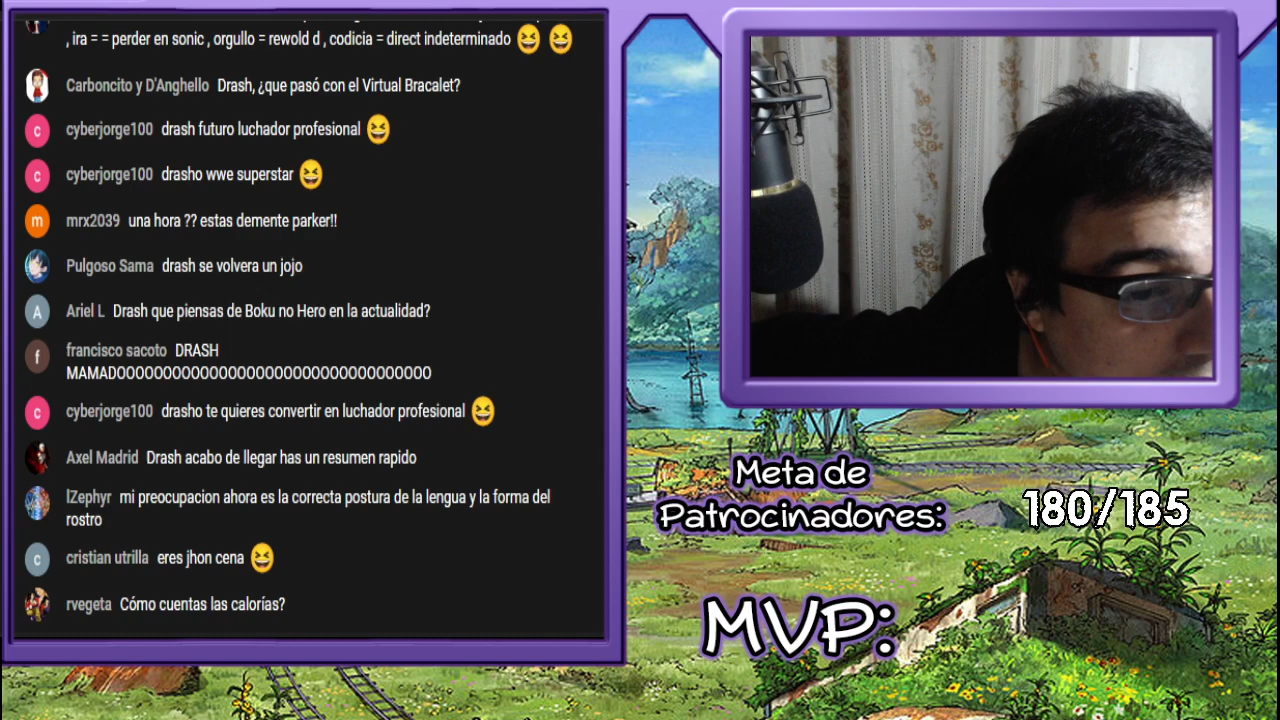 , ira = = perder en sonic , orgullo = rewold d , codicia = direct indeterminado
Carboncito y D'Anghello Drash, ¿que pasó con el Virtual Bracalet?
c cyberjorge100 drash futuro luchador profesional
c cyberjorge100 drasho wwe superstar
m mrx2039 una hora ?? estas demente parker!!
Pulgoso Sama drash se volvera un jojo
A Ariel L Drash que piensas de Boku no Hero en la actualidad?
f francisco sacoto DRASH
MAMADOOOOOOOOOOOOOOOOOOOOOOOOOOOOOOOOOO
c cyberjorge100 drasho te quieres convertir en luchador profesional
Axel Madrid Drash acabo de llegar has un resumen rapido
lZephyr mi preocupacion ahora es la correcta postura de la lengua y la forma del
rostro
c cristian utrilla eres jhon cena
rvegeta Cómo cuentas las calorías?
Meta de
Patrocinadores:
180/185
MVP: